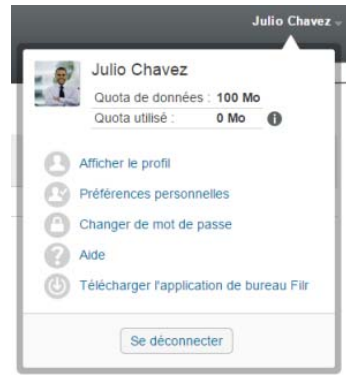 Julio Chavez
Julio Chavez
Quota de données : 100 Mo
Quota utilisé : 0 Mo
Afficher le profil
Préférences personnelles
Changer de mot de passe
Aide
Télécharger l'application de bureau Filr
Se déconnecter